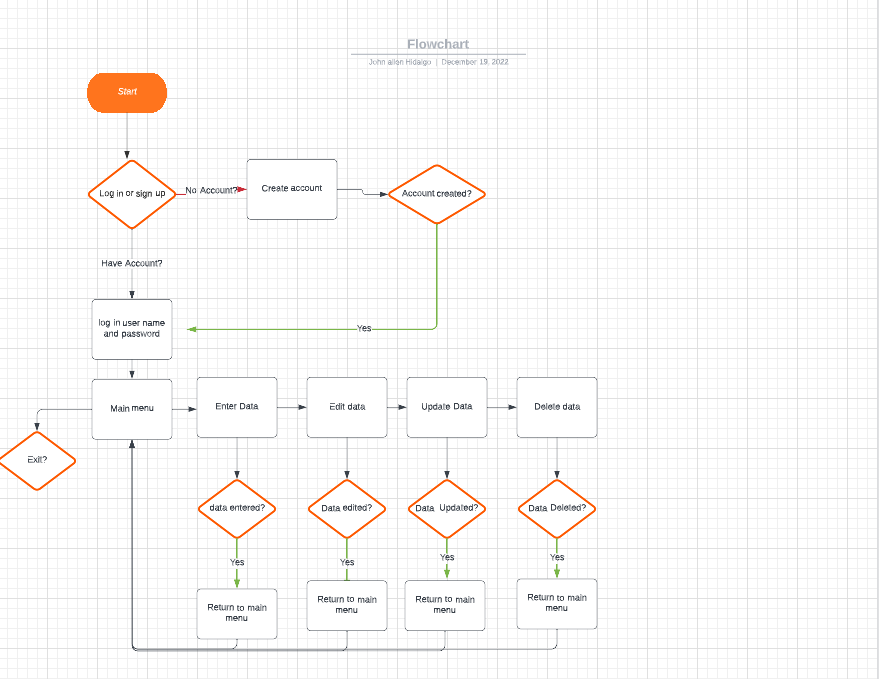 Flowchart
John allen Hidalgo | December 19, 2022
Start
Log in or sign up
No Account?
Create account
Account created?
Have Account?
log in user name
and password
Yes
Main menu
Enter Data
Edit data
Update Data
Delete data
Exit?
data entered?
Data edited?
Data Updated?
Data Deleted?
Yes
Yes
Yes
Yes
Return to main
menu
Return to main
menu
Return to main
menu
Return to main
menu